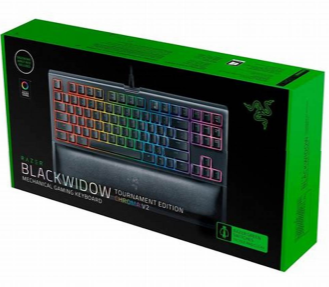 RAZER
BLACKWIDOW
TOURNAMENT EDITION
MECHANICAL GAMING KEYBOARD
CHROMA V2